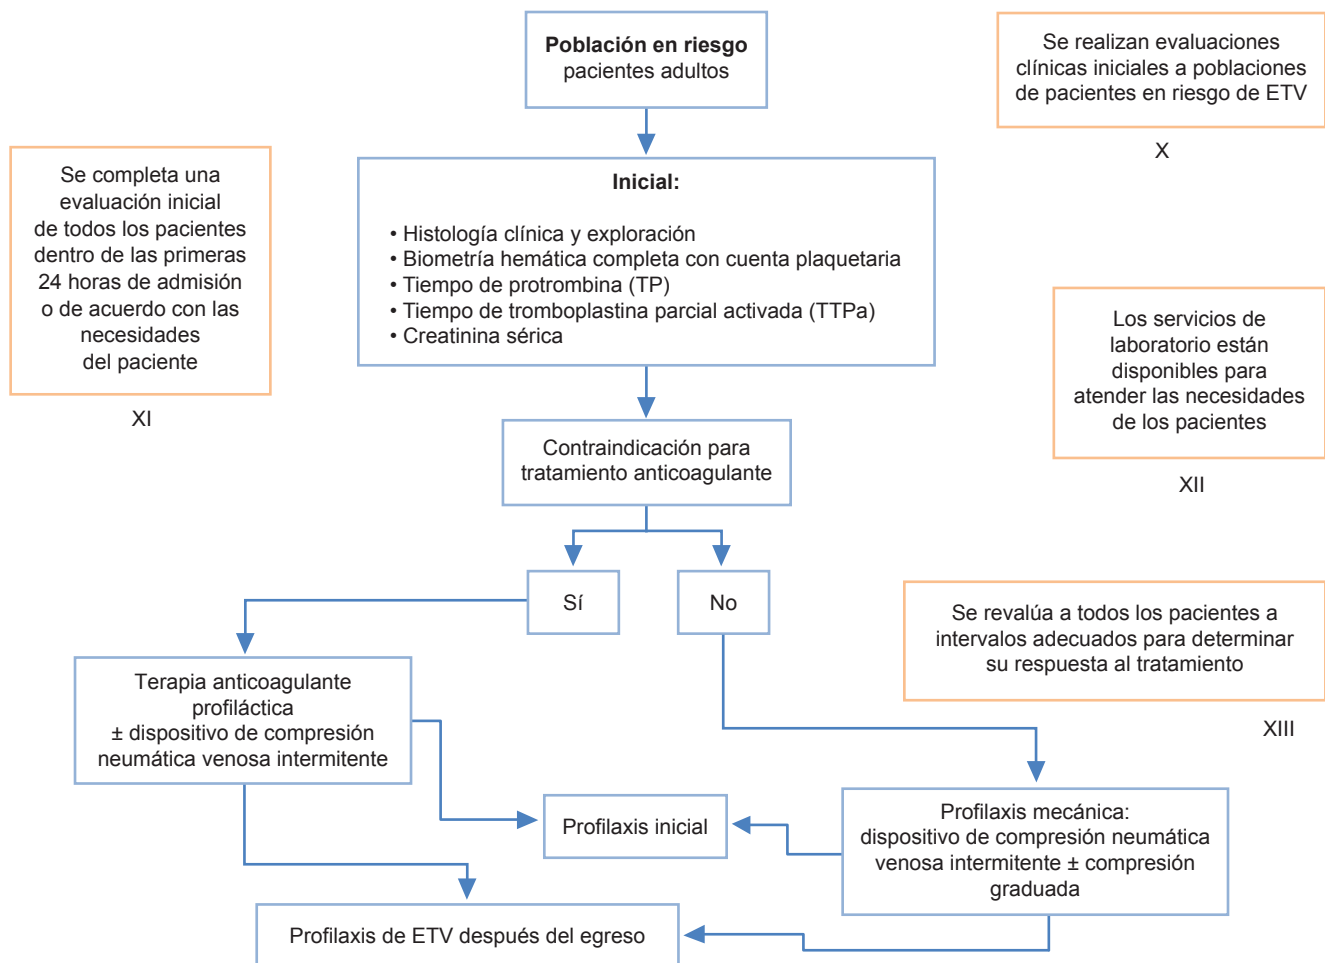 Población en riesgo
pacientes adultos
Se realizan evaluaciones
clínicas iniciales a poblaciones
de pacientes en riesgo de ETV
X
Se completa una
evaluación inicial
de todos los pacientes
dentro de las primeras
24 horas de admisión
o de acuerdo con las
necesidades
del paciente
XI
Inicial:
• Histología clínica y exploración
• Biometría hemática completa con cuenta plaquetaria
• Tiempo de protrombina (TP)
• Tiempo de tromboplastina parcial activada (TTPa)
• Creatinina sérica
Los servicios de
laboratorio están
disponibles para
atender las necesidades
de los pacientes
XII
Contraindicación para
tratamiento anticoagulante
Sí
No
Se revalúa a todos los pacientes a
intervalos adecuados para determinar
su respuesta al tratamiento
XIII
Terapia anticoagulante
profiláctica
± dispositivo de compresión
neumática venosa intermitente
Profilaxis inicial
Profilaxis mecánica:
dispositivo de compresión neumática
venosa intermitente ± compresión
graduada
Profilaxis de ETV después del egreso